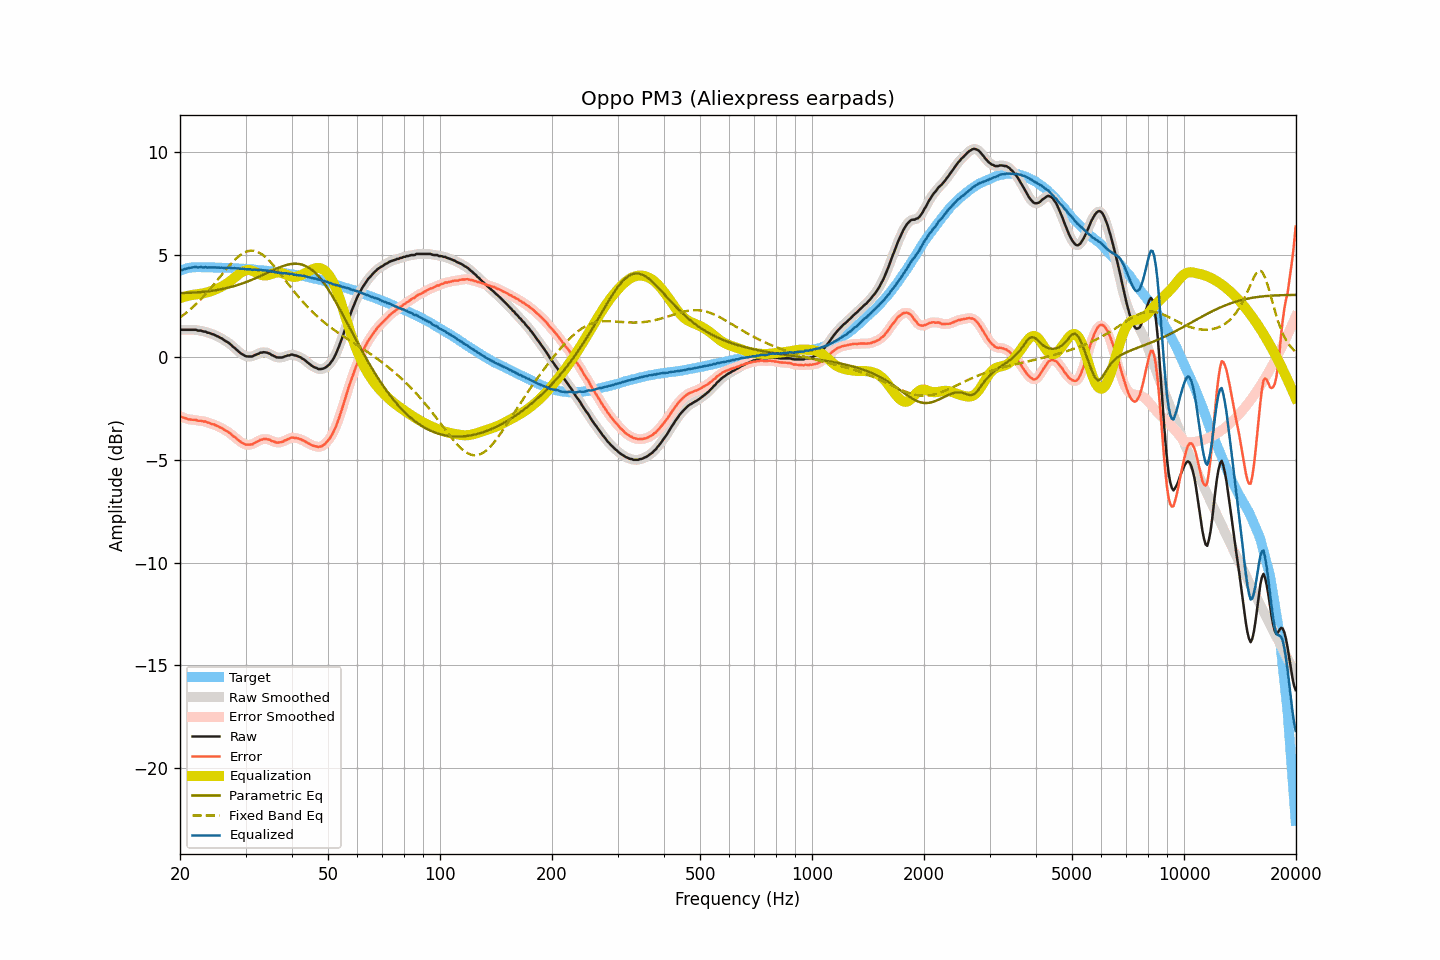 Oppo PM3 (Aliexpress earpads)
10
5
0
−5
−10
−15
−20
Amplitude (dBr)
Target
Raw Smoothed
Error Smoothed
Raw
Error
Equalization
Parametric Eq
Fixed Band Eq
Equalized
20 50 100 200 500 1000 2000 5000 10000 20000
Frequency (Hz)